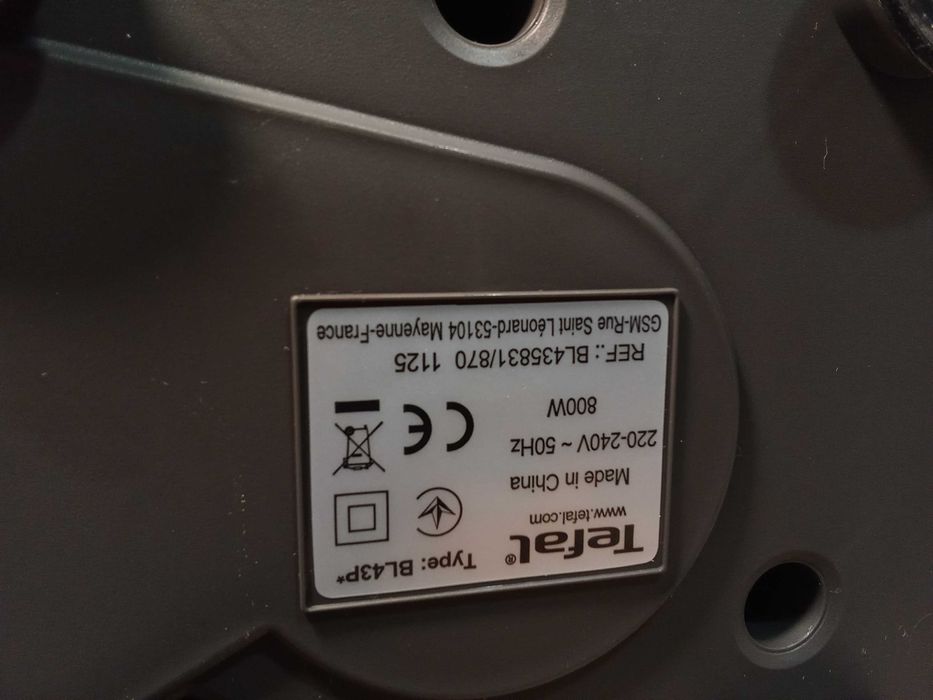 Tefal® Type: BL43P*
www.tefal.com
Made in China
220-240V ~ 50Hz
800W
CE
REF.: BL435831/870 1125
GSM-Rue Saint Léonard-53104 Mayenne-France